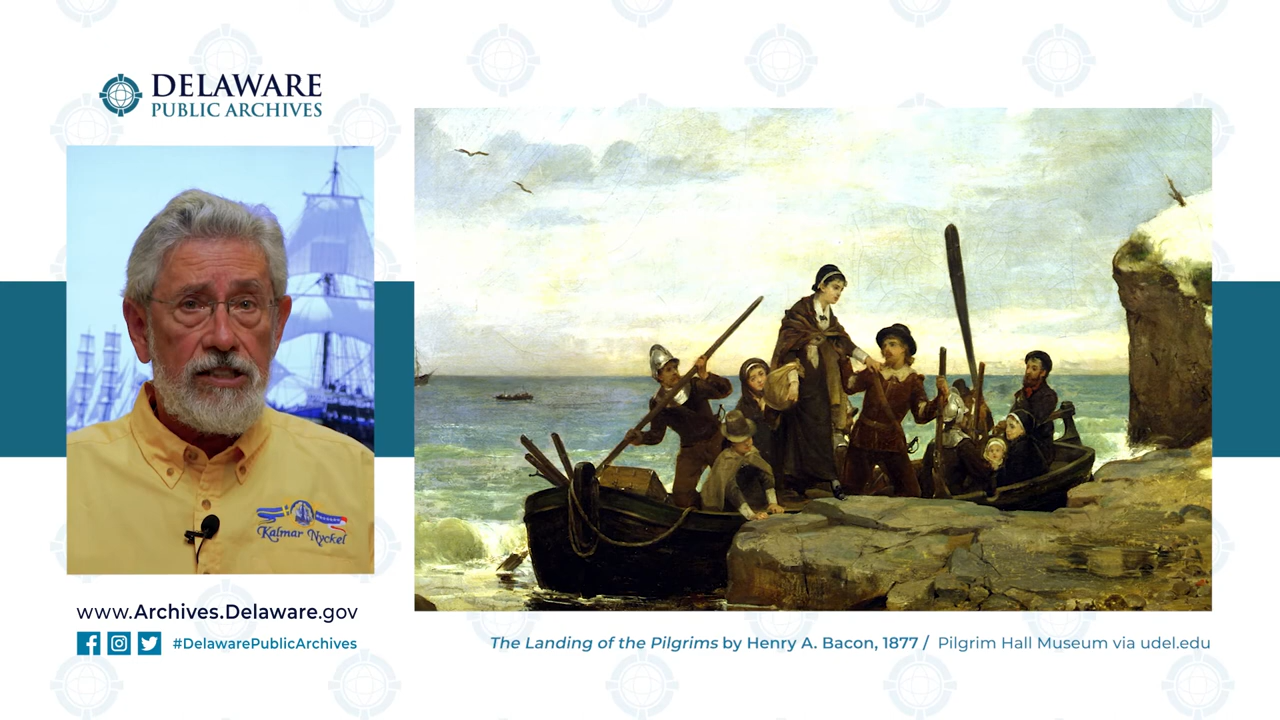 DELAWARE
PUBLIC ARCHIVES
Kalmar Nyckel
www.Archives.Delaware.gov
#DelawarePublicArchives
The Landing of the Pilgrims by Henry A. Bacon, 1877 / Pilgrim Hall Museum via udel.edu